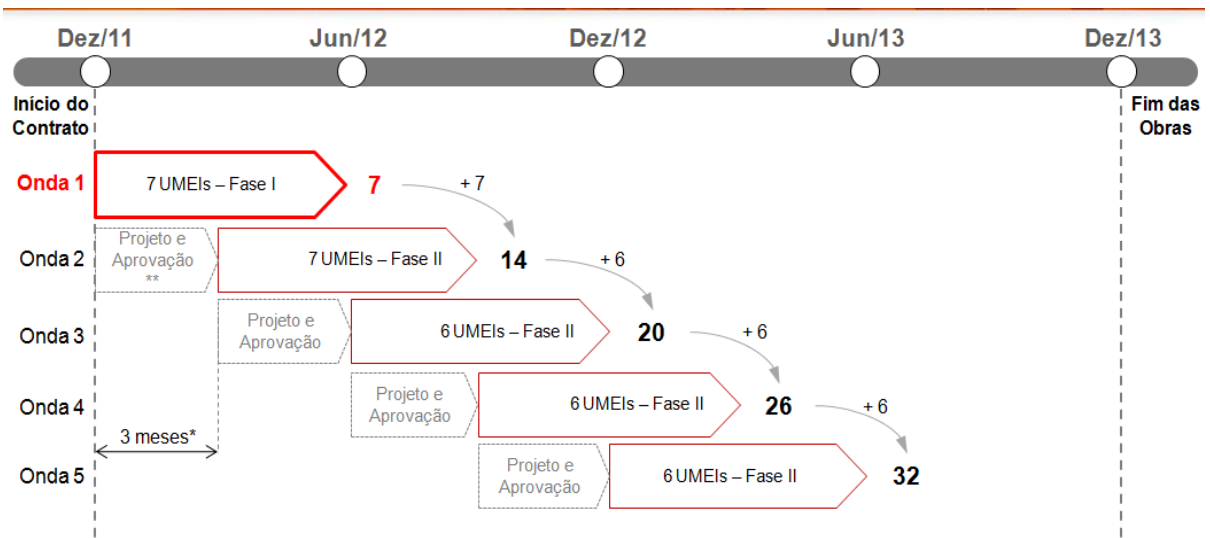 Dez/11
Jun/12
Dez/12
Jun/13
Dez/13
Início do
Contrato
Fim das
Obras
Onda 1
7 UMEIs – Fase I
7
+ 7
Onda 2
Projeto e
Aprovação
**
7 UMEIs – Fase II
14
+ 6
Onda 3
Projeto e
Aprovação
6 UMEIs – Fase II
20
+ 6
Onda 4
Projeto e
Aprovação
6 UMEIs – Fase II
26
+ 6
3 meses*
Onda 5
Projeto e
Aprovação
6 UMEIs – Fase II
32